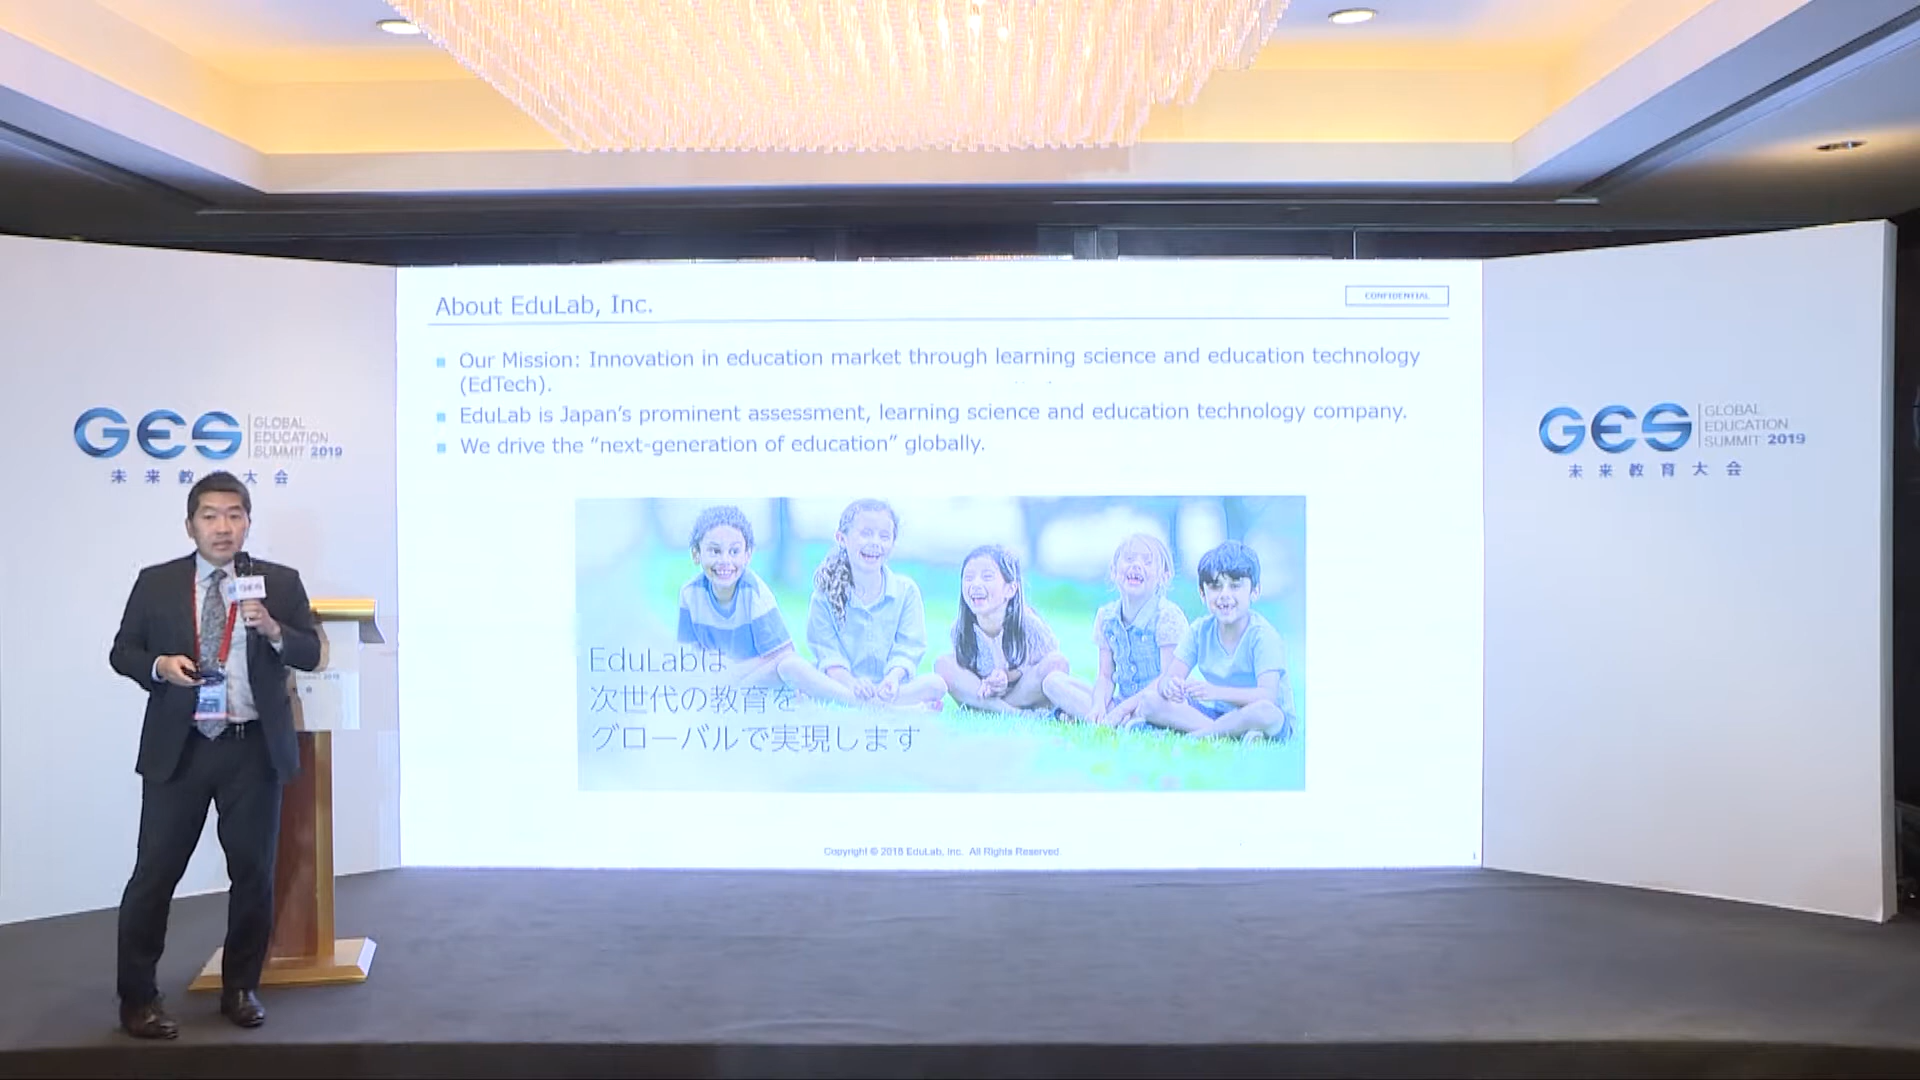 About EduLab, Inc.
CONFIDENTIAL
Our Mission: Innovation in education market through learning science and education technology
(EdTech).
EduLab is Japan's prominent assessment, learning science and education technology company.
We drive the “next-generation of education” globally.
EduLabは
次世代の教育を
グローバルで実現します
Copyright © 2018 EduLab, Inc. All Rights Reserved.
1
GES
GLOBAL
EDUCATION
SUMMIT 2019
未来教 大会
GES
GLOBAL
EDUCATION
SUMMIT 2019
未来教育大会